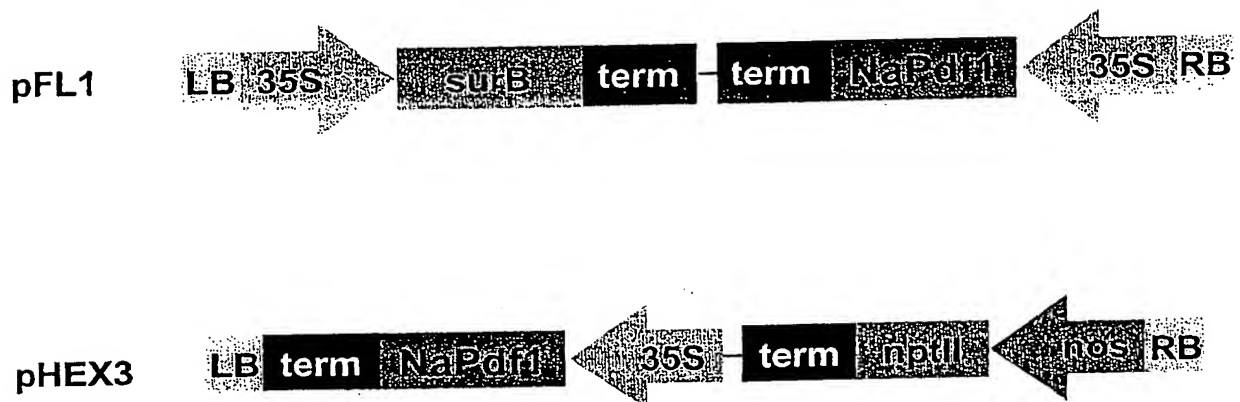 pFL1 LB 35S surB term term NaPdf1 35S RB
pHEX3 LB term NaPdf1 35S term nptII nos RB